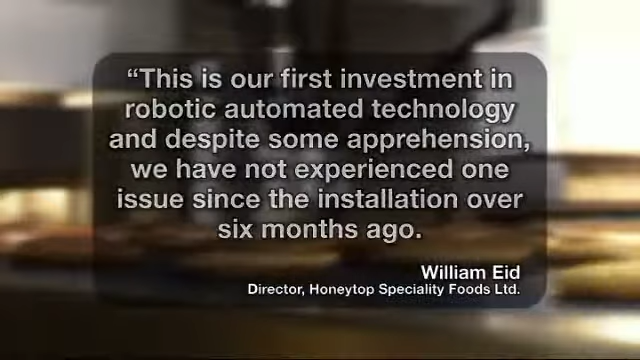 “This is our first investment in
robotic automated technology
and despite some apprehension,
we have not experienced one
issue since the installation over
six months ago.
William Eid
Director, Honeytop Speciality Foods Ltd.